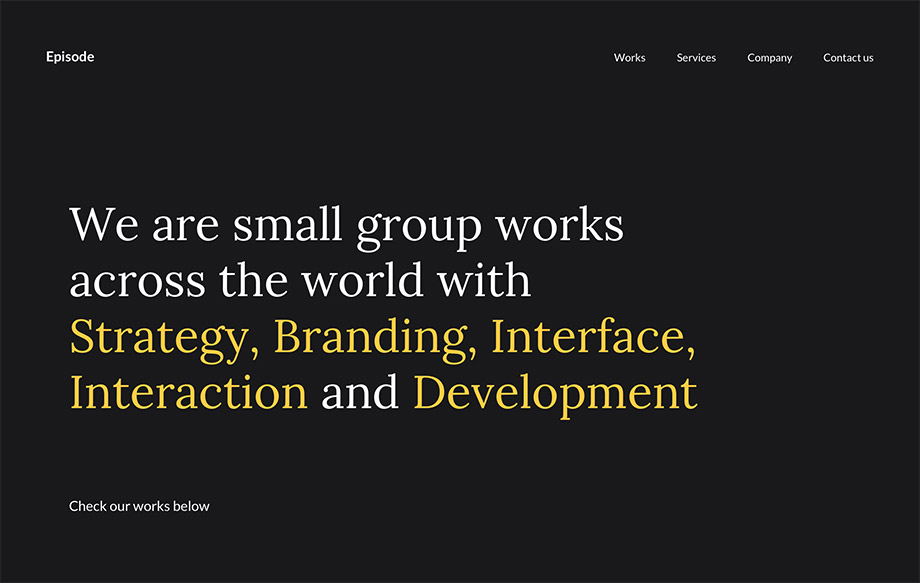 Episode
Works Services Company Contact us
We are small group works
across the world with
Strategy, Branding, Interface,
Interaction and Development
Check our works below